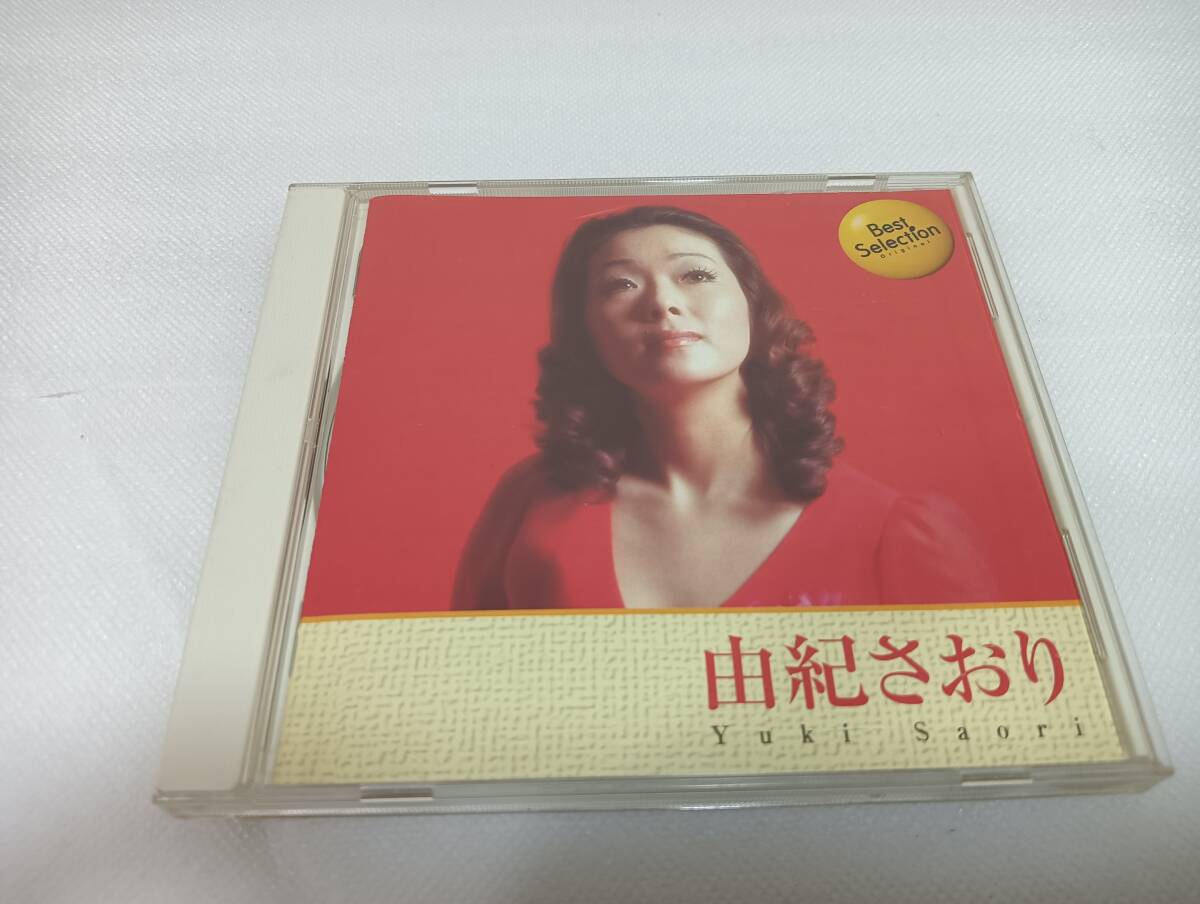 Best
Selection
Original
由紀さおり
Yuki Saori